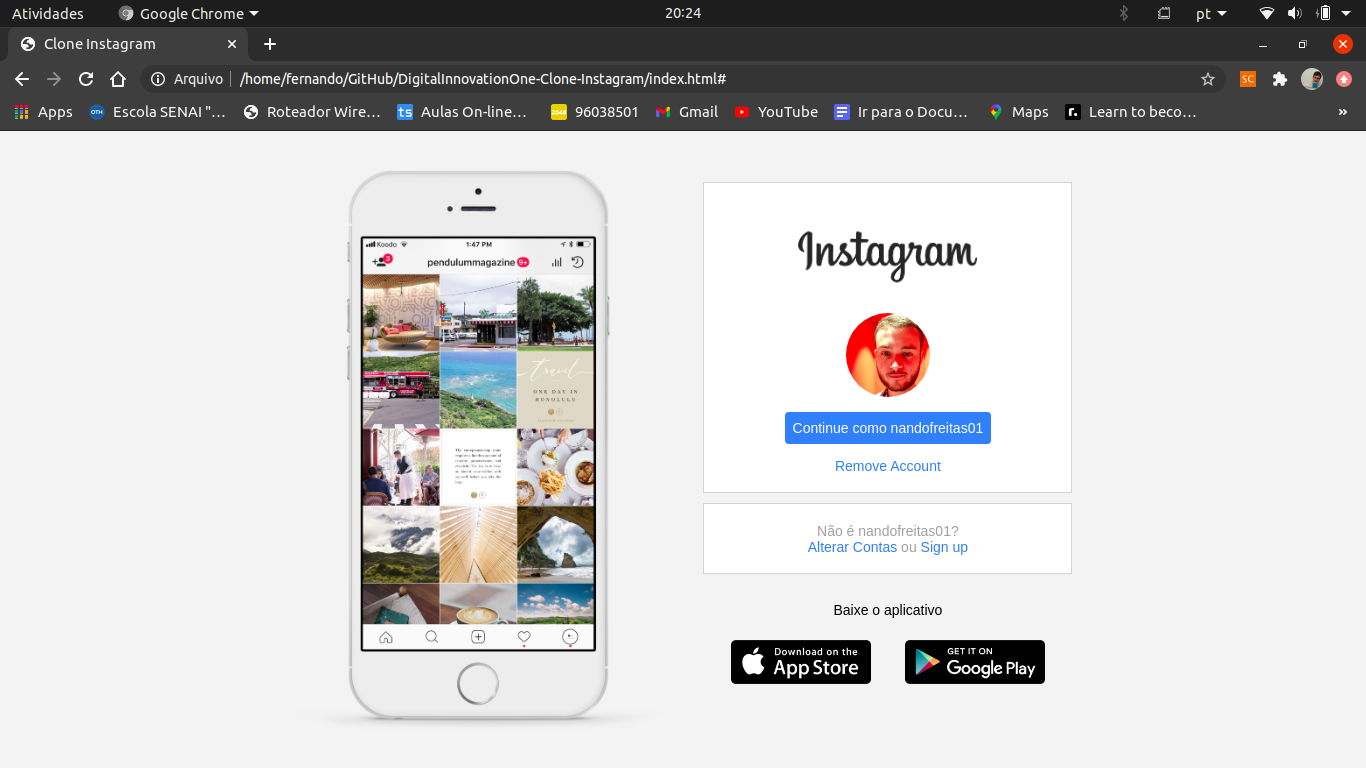 Atividades Google Chrome 20:24 pt
Clone Instagram
Arquivo /home/fernando/GitHub/DigitalInnovationOne-Clone-Instagram/index.html# SC
Apps Escola SENAI "... Roteador Wire... ts Aulas On-line... 96038501 Gmail YouTube Ir para o Docu... Maps r. Learn to beco... »
Koodo 1:47 PM
3 pendulummagazine 9+
travel
ONE DAY IN
HONOLULU
Instagram
Continue como nandofreitas01
Remove Account
Não é nandofreitas01?
Alterar Contas ou Sign up
Baixe o aplicativo
Download on the
App Store
GET IT ON
Google Play